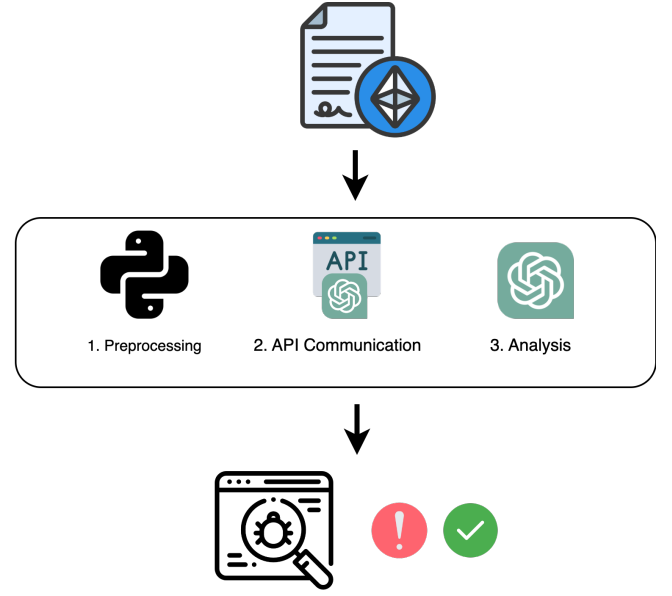 API
1. Preprocessing
2. API Communication
3. Analysis